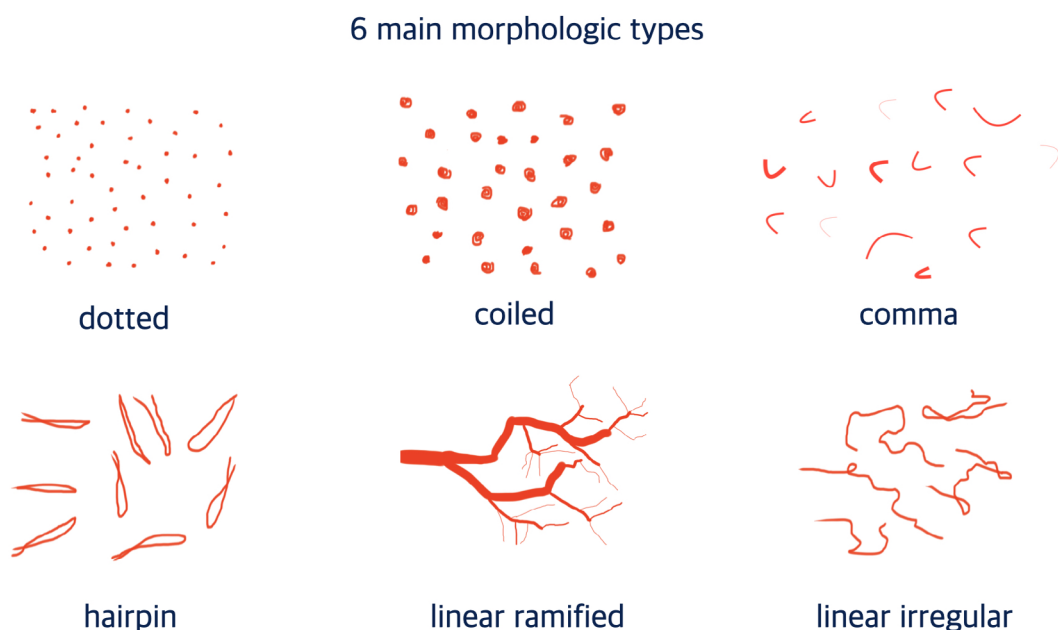 6 main morphologic types
dotted
coiled
comma
hairpin
linear ramified
linear irregular